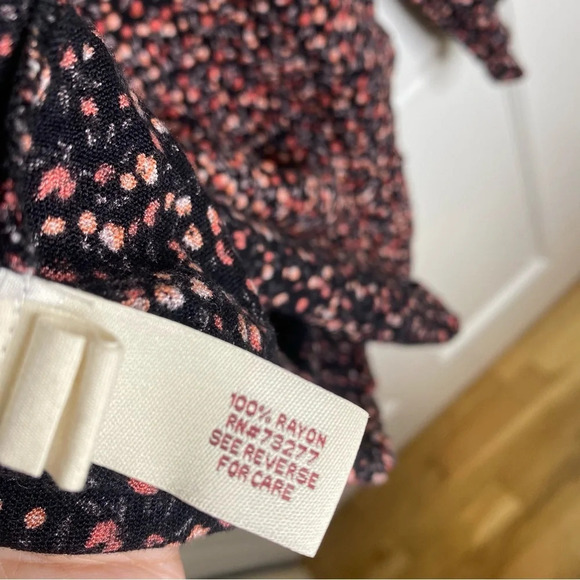 100% RAYON
RN#73277
SEE REVERSE
FOR CARE